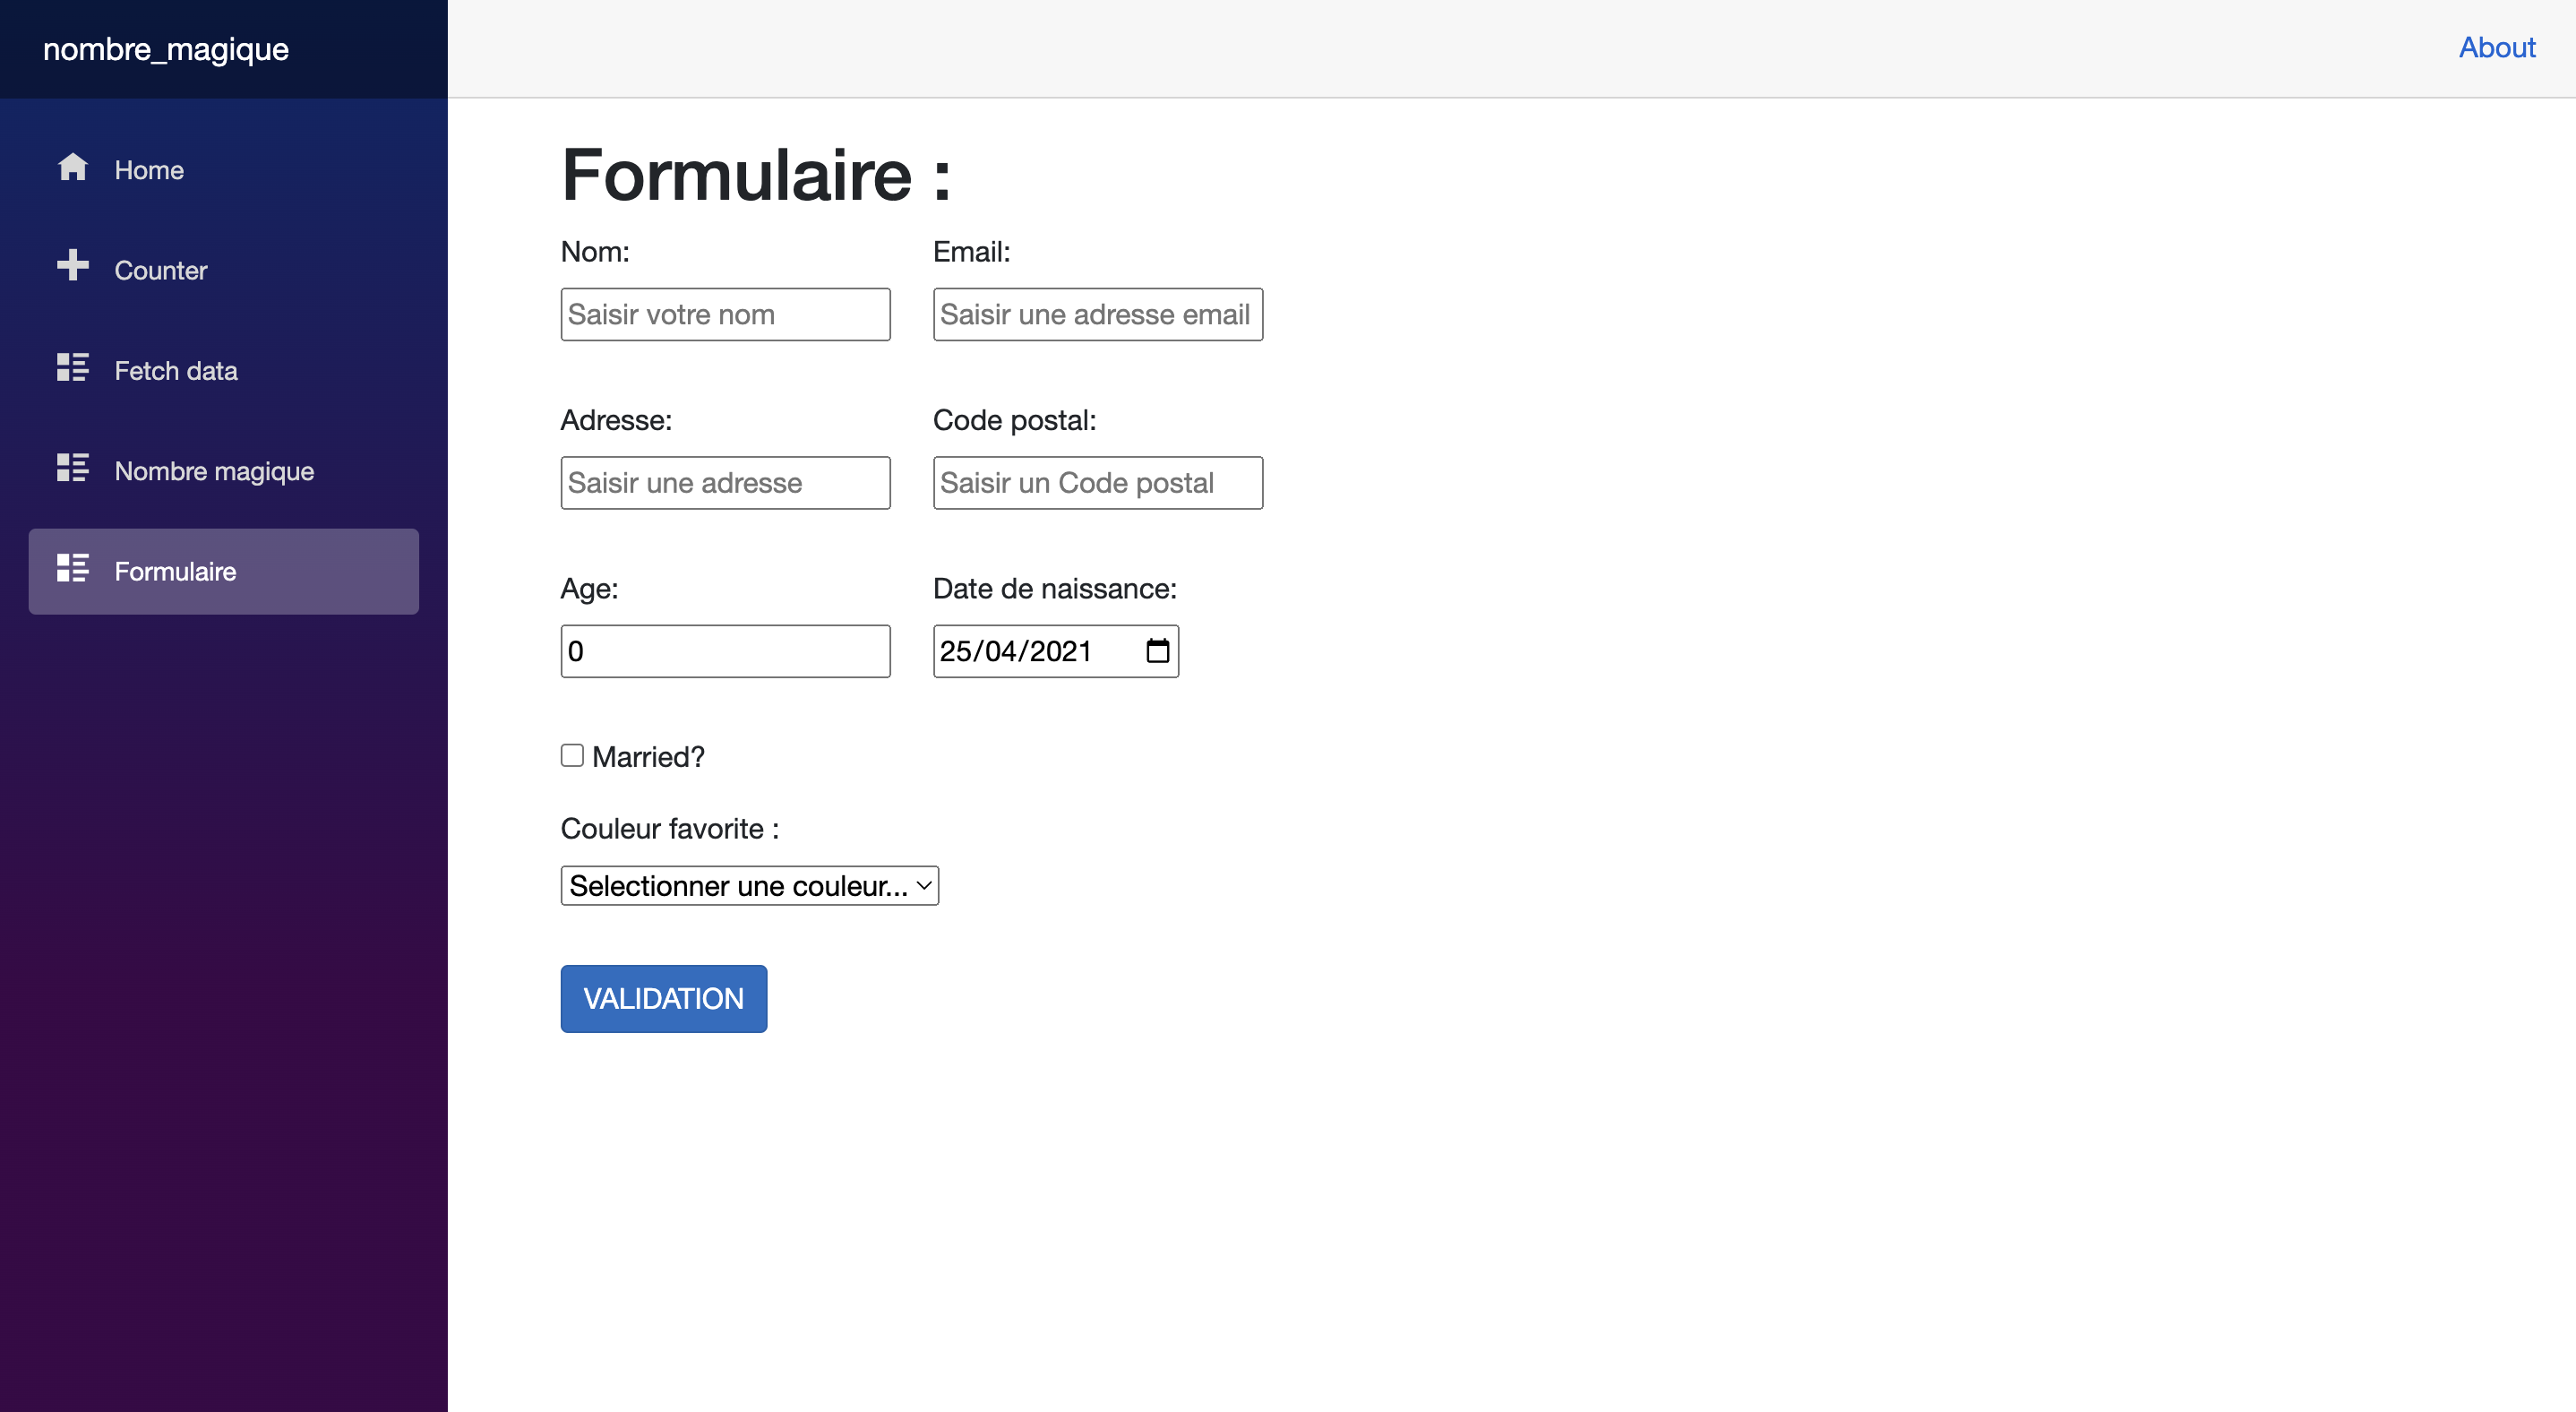 nombre_magique
About
Home
Counter
Fetch data
Nombre magique
Formulaire
Formulaire :
Nom: Email:
Saisir votre nom Saisir une adresse email
Adresse: Code postal:
Saisir une adresse Saisir un Code postal
Age: Date de naissance:
0 25/04/2021
Married?
Couleur favorite :
Selectionner une couleur...
VALIDATION